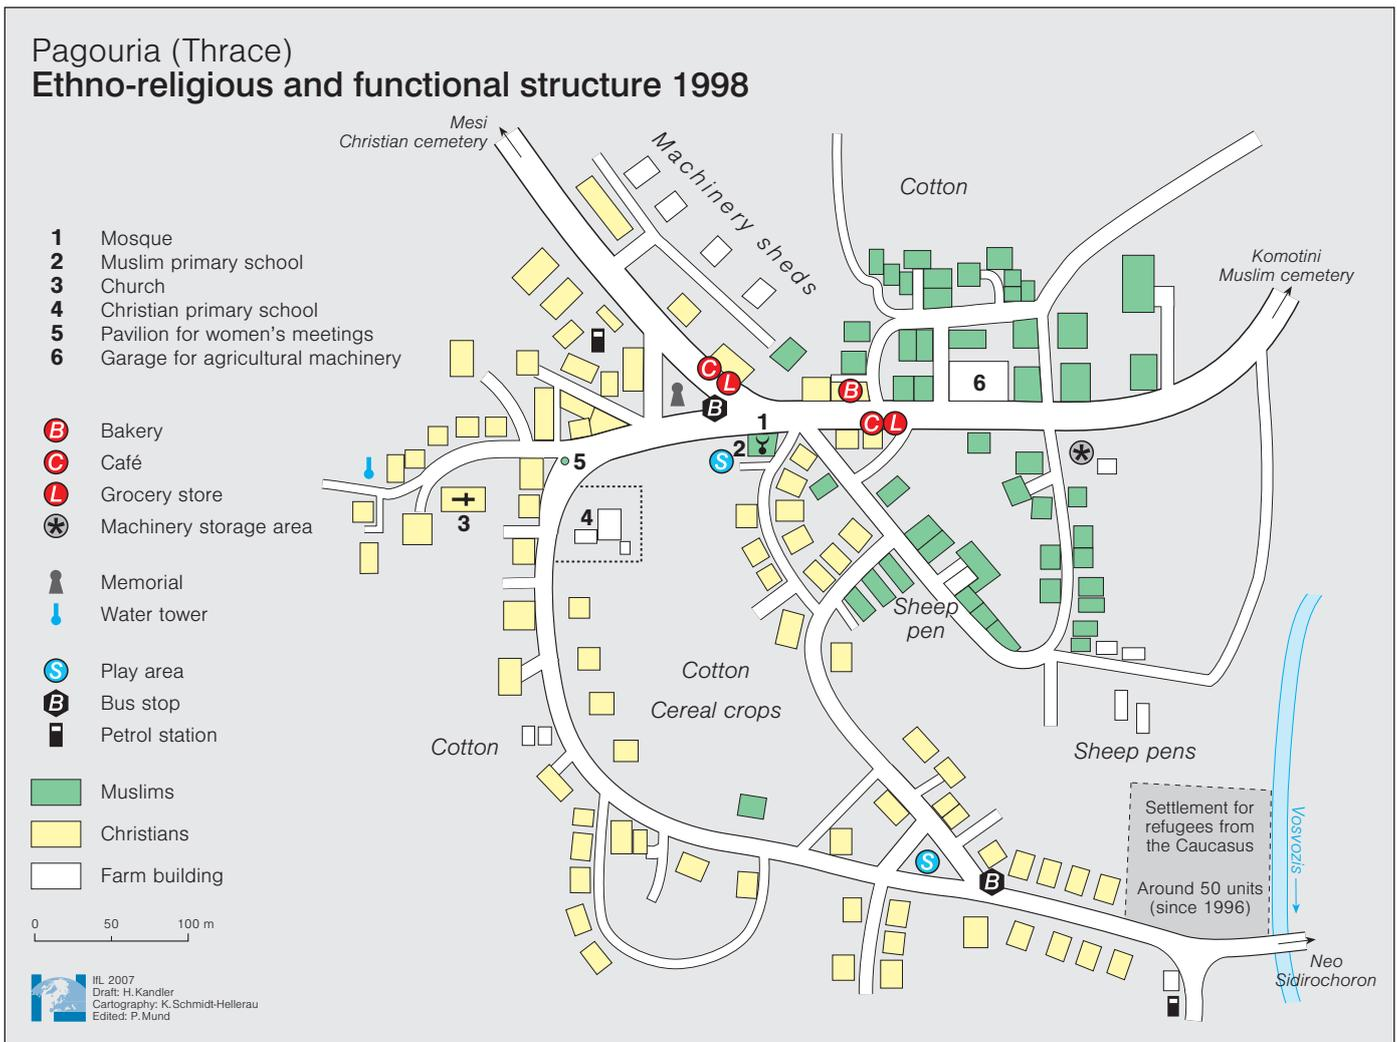 Pagouria (Thrace)
Ethno-religious and functional structure 1998
Mesi
Christian cemetery
Machinery sheds
Cotton
Komotini
Muslim cemetery
1 Mosque
2 Muslim primary school
3 Church
4 Christian primary school
5 Pavilion for women's meetings
6 Garage for agricultural machinery
B Bakery
C Café
L Grocery store
Machinery storage area
Memorial
Water tower
S Play area
B Bus stop
Petrol station
Muslims
Christians
Farm building
0 50 100 m
IfL 2007
Draft: H.Kandler
Cartography: K.Schmidt-Hellerau
Edited: P.Mund
C
L
B
B
6
C L
1
2
S
5
3
4
Sheep
pen
Cotton
Cereal crops
Cotton
Sheep pens
S
B
Settlement for
refugees from
the Caucasus
Around 50 units
(since 1996)
Vosvozis
Neo
Sidirochoron